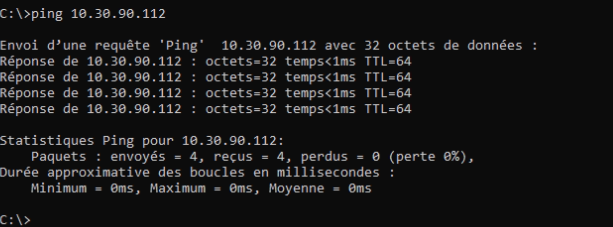 C:\>ping 10.30.90.112
Envoi d’une requête 'Ping'  10.30.90.112 avec 32 octets de données :
Réponse de 10.30.90.112 : octets=32 temps<1ms TTL=64
Réponse de 10.30.90.112 : octets=32 temps<1ms TTL=64
Réponse de 10.30.90.112 : octets=32 temps<1ms TTL=64
Réponse de 10.30.90.112 : octets=32 temps<1ms TTL=64
Statistiques Ping pour 10.30.90.112:
    Paquets : envoyés = 4, reçus = 4, perdus = 0 (perte 0%),
Durée approximative des boucles en millisecondes :
    Minimum = 0ms, Maximum = 0ms, Moyenne = 0ms
C:\>